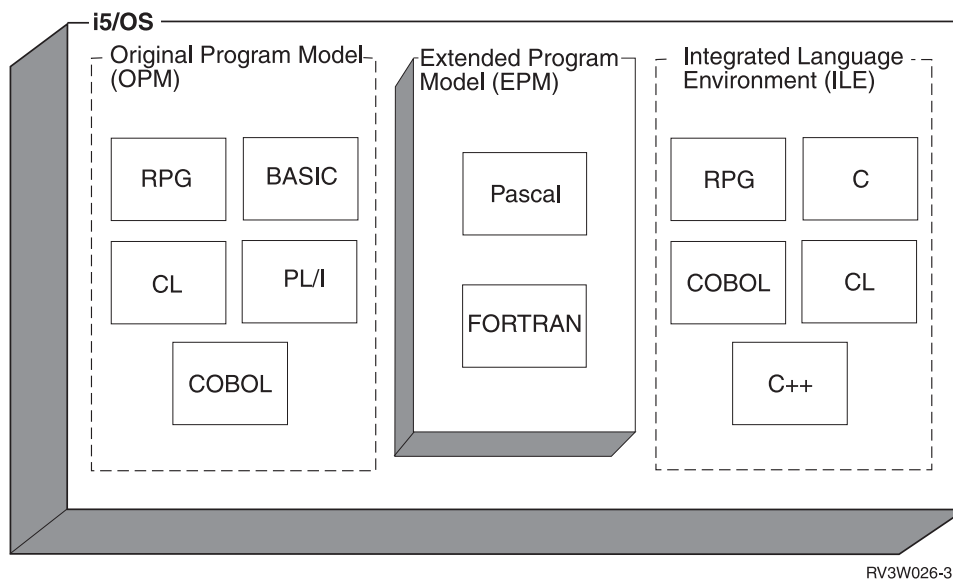 i5/OS
Original Program Model
(OPM)
RPG
BASIC
CL
PL/I
COBOL
Extended Program
Model (EPM)
Pascal
FORTRAN
Integrated Language
Environment (ILE)
RPG
C
COBOL
CL
C++
RV3W026-3